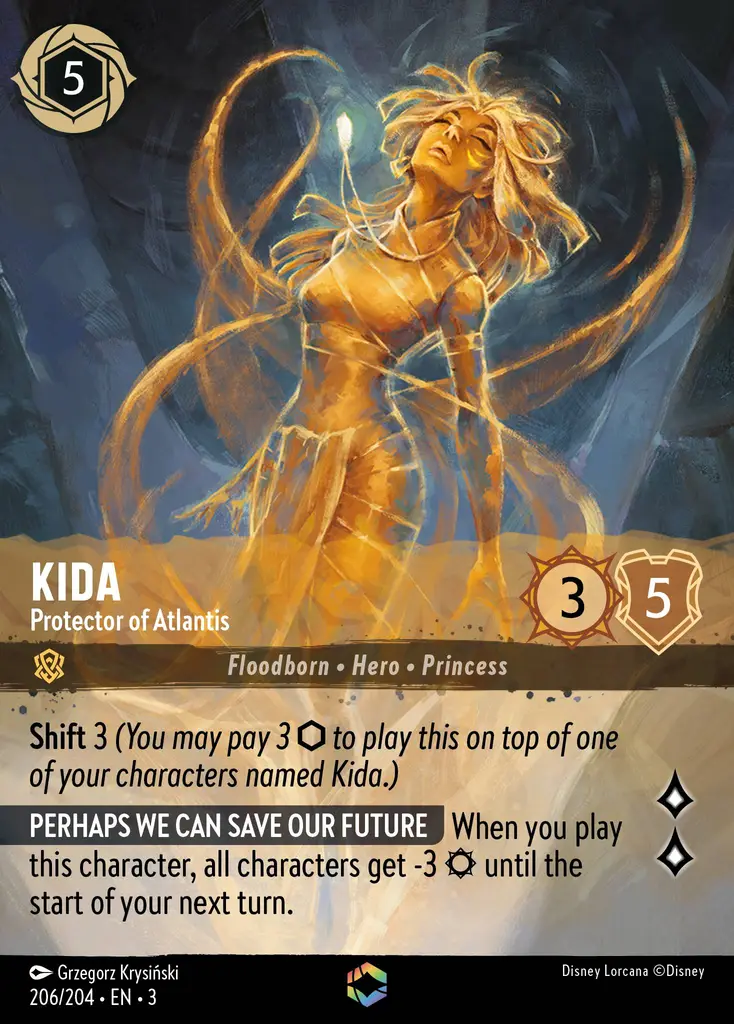 5
KIDA
Protector of Atlantis
3
5
Floodborn • Hero • Princess
Shift 3 (You may pay 3 ⬡ to play this on top of one
of your characters named Kida.)
PERHAPS WE CAN SAVE OUR FUTURE When you play
this character, all characters get -3 ¤ until the
start of your next turn.
Grzegorz Krysiński
Disney Lorcana ©Disney
206/204 • EN • 3